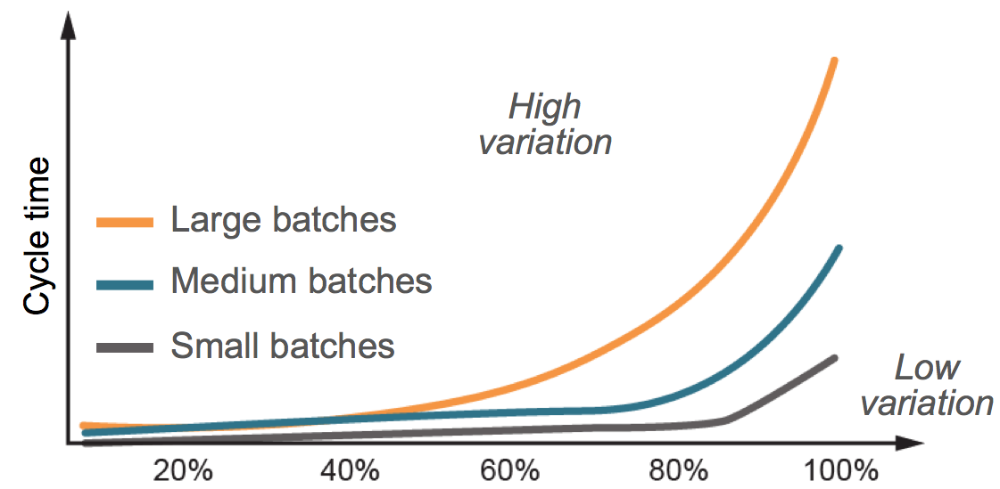 High
variation
Cycle time
Large batches
Medium batches
Small batches
Low
variation
20% 40% 60% 80% 100%